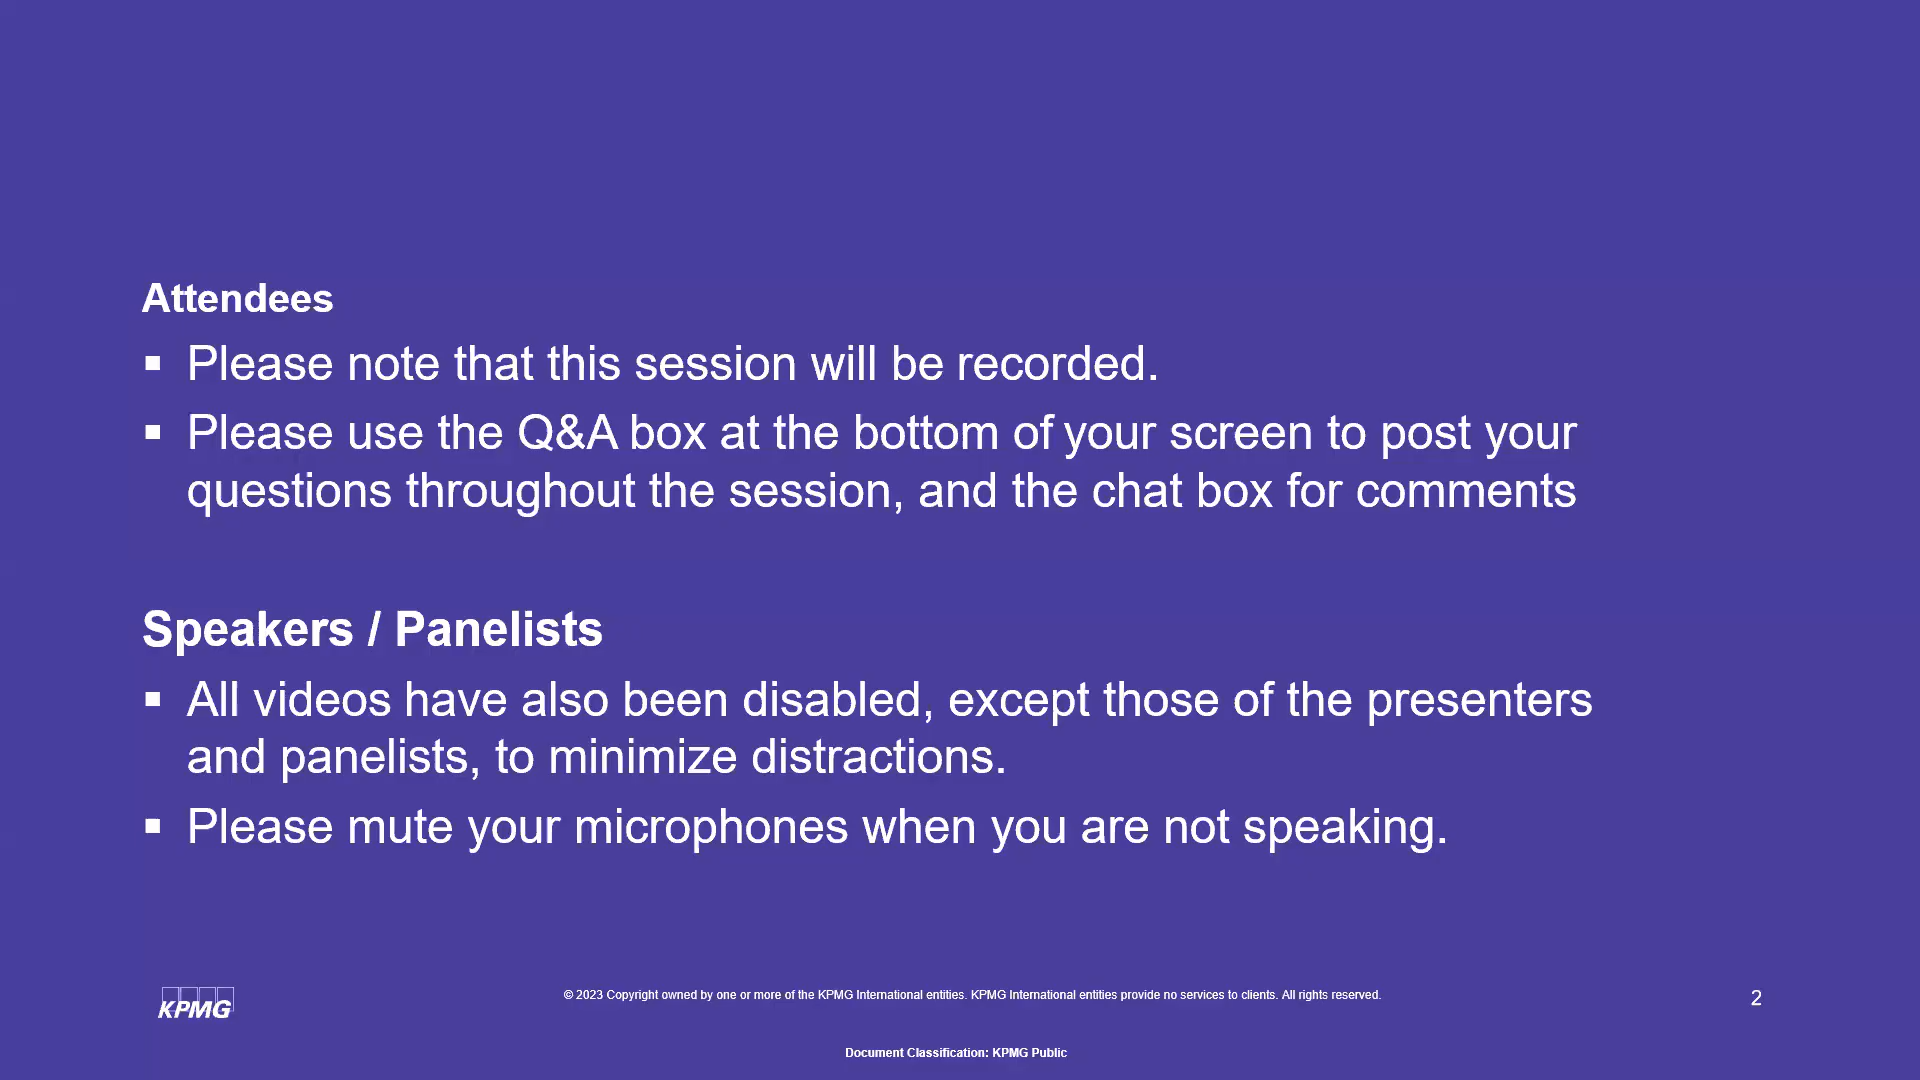 Attendees
▪ Please note that this session will be recorded.
▪ Please use the Q&A box at the bottom of your screen to post your
questions throughout the session, and the chat box for comments
Speakers / Panelists
▪ All videos have also been disabled, except those of the presenters
and panelists, to minimize distractions.
▪ Please mute your microphones when you are not speaking.
KPMG
© 2023 Copyright owned by one or more of the KPMG International entities. KPMG International entities provide no services to clients. All rights reserved.
2
Document Classification: KPMG Public